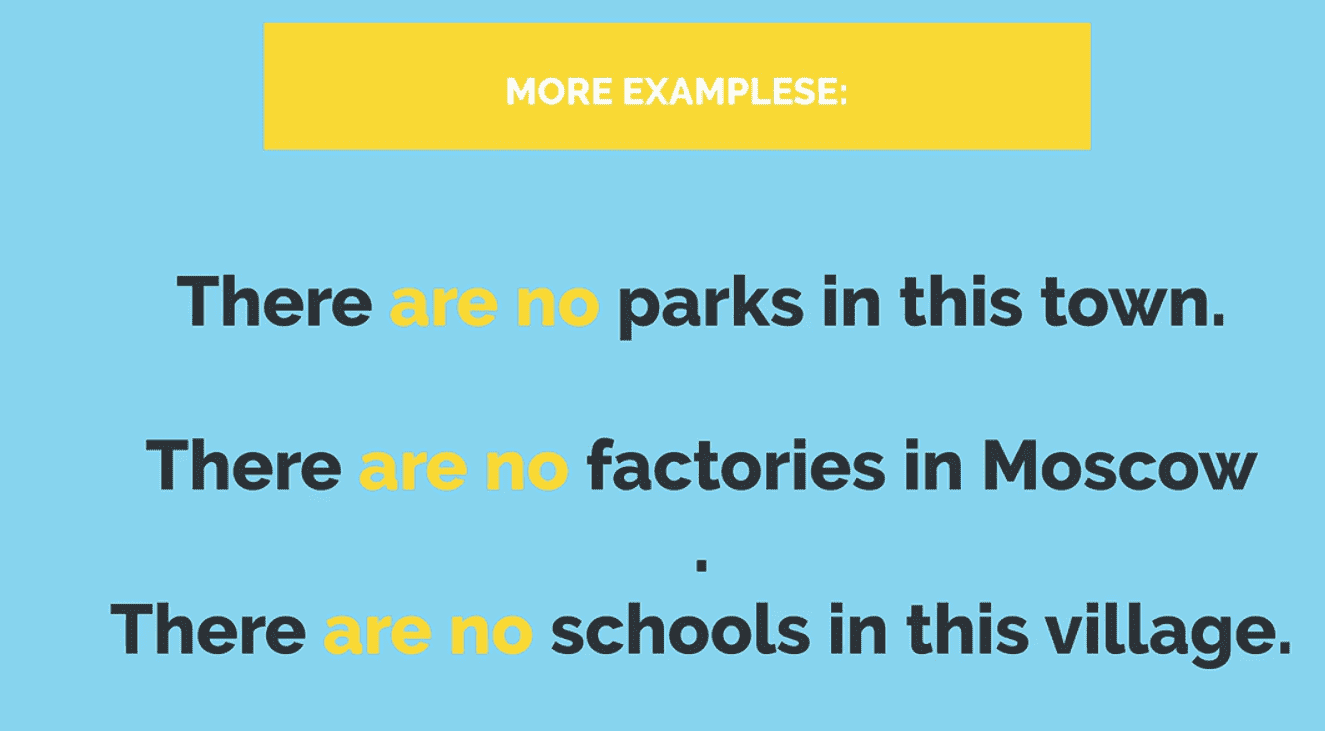 MORE EXAMPLESE:
There are no parks in this town.
There are no factories in Moscow
.
There are no schools in this village.